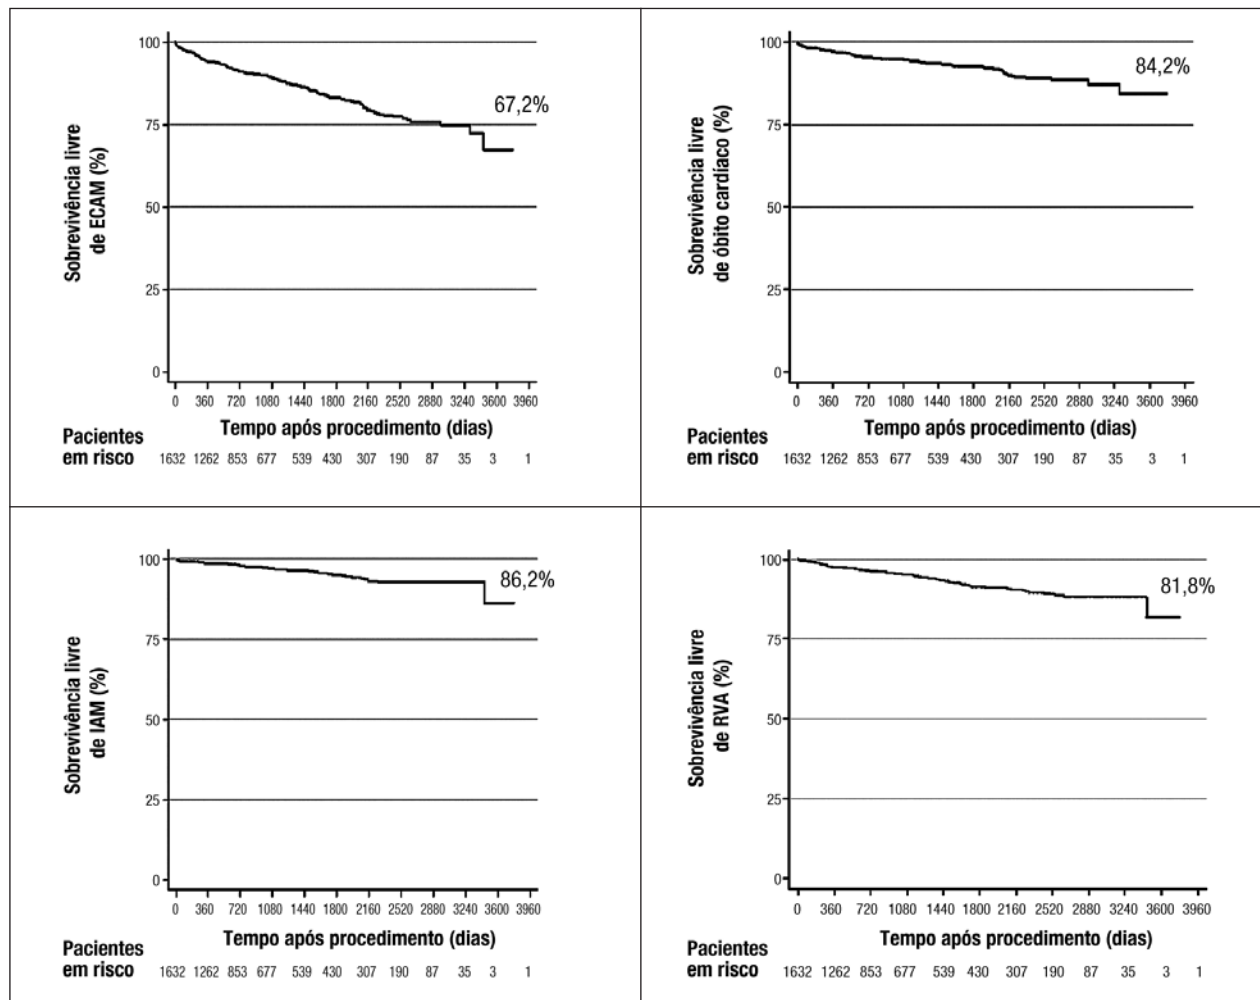 100
75
50
25
0
Sobrevivência livre
de ECAM (%)
67,2%
0 360 720 1080 1440 1800 2160 2520 2880 3240 3600 3960
Tempo após procedimento (dias)
Pacientes
em risco
1632 1262 853 677 539 430 307 190 87 35 3 1
100
75
50
25
0
Sobrevivência livre
de óbito cardíaco (%)
84,2%
0 360 720 1080 1440 1800 2160 2520 2880 3240 3600 3960
Tempo após procedimento (dias)
Pacientes
em risco
1632 1262 853 677 539 430 307 190 87 35 3 1
100
75
50
25
0
Sobrevivência livre
de IAM (%)
86,2%
0 360 720 1080 1440 1800 2160 2520 2880 3240 3600 3960
Tempo após procedimento (dias)
Pacientes
em risco
1632 1262 853 677 539 430 307 190 87 35 3 1
100
75
50
25
0
Sobrevivência livre
de RVA (%)
81,8%
0 360 720 1080 1440 1800 2160 2520 2880 3240 3600 3960
Tempo após procedimento (dias)
Pacientes
em risco
1632 1262 853 677 539 430 307 190 87 35 3 1